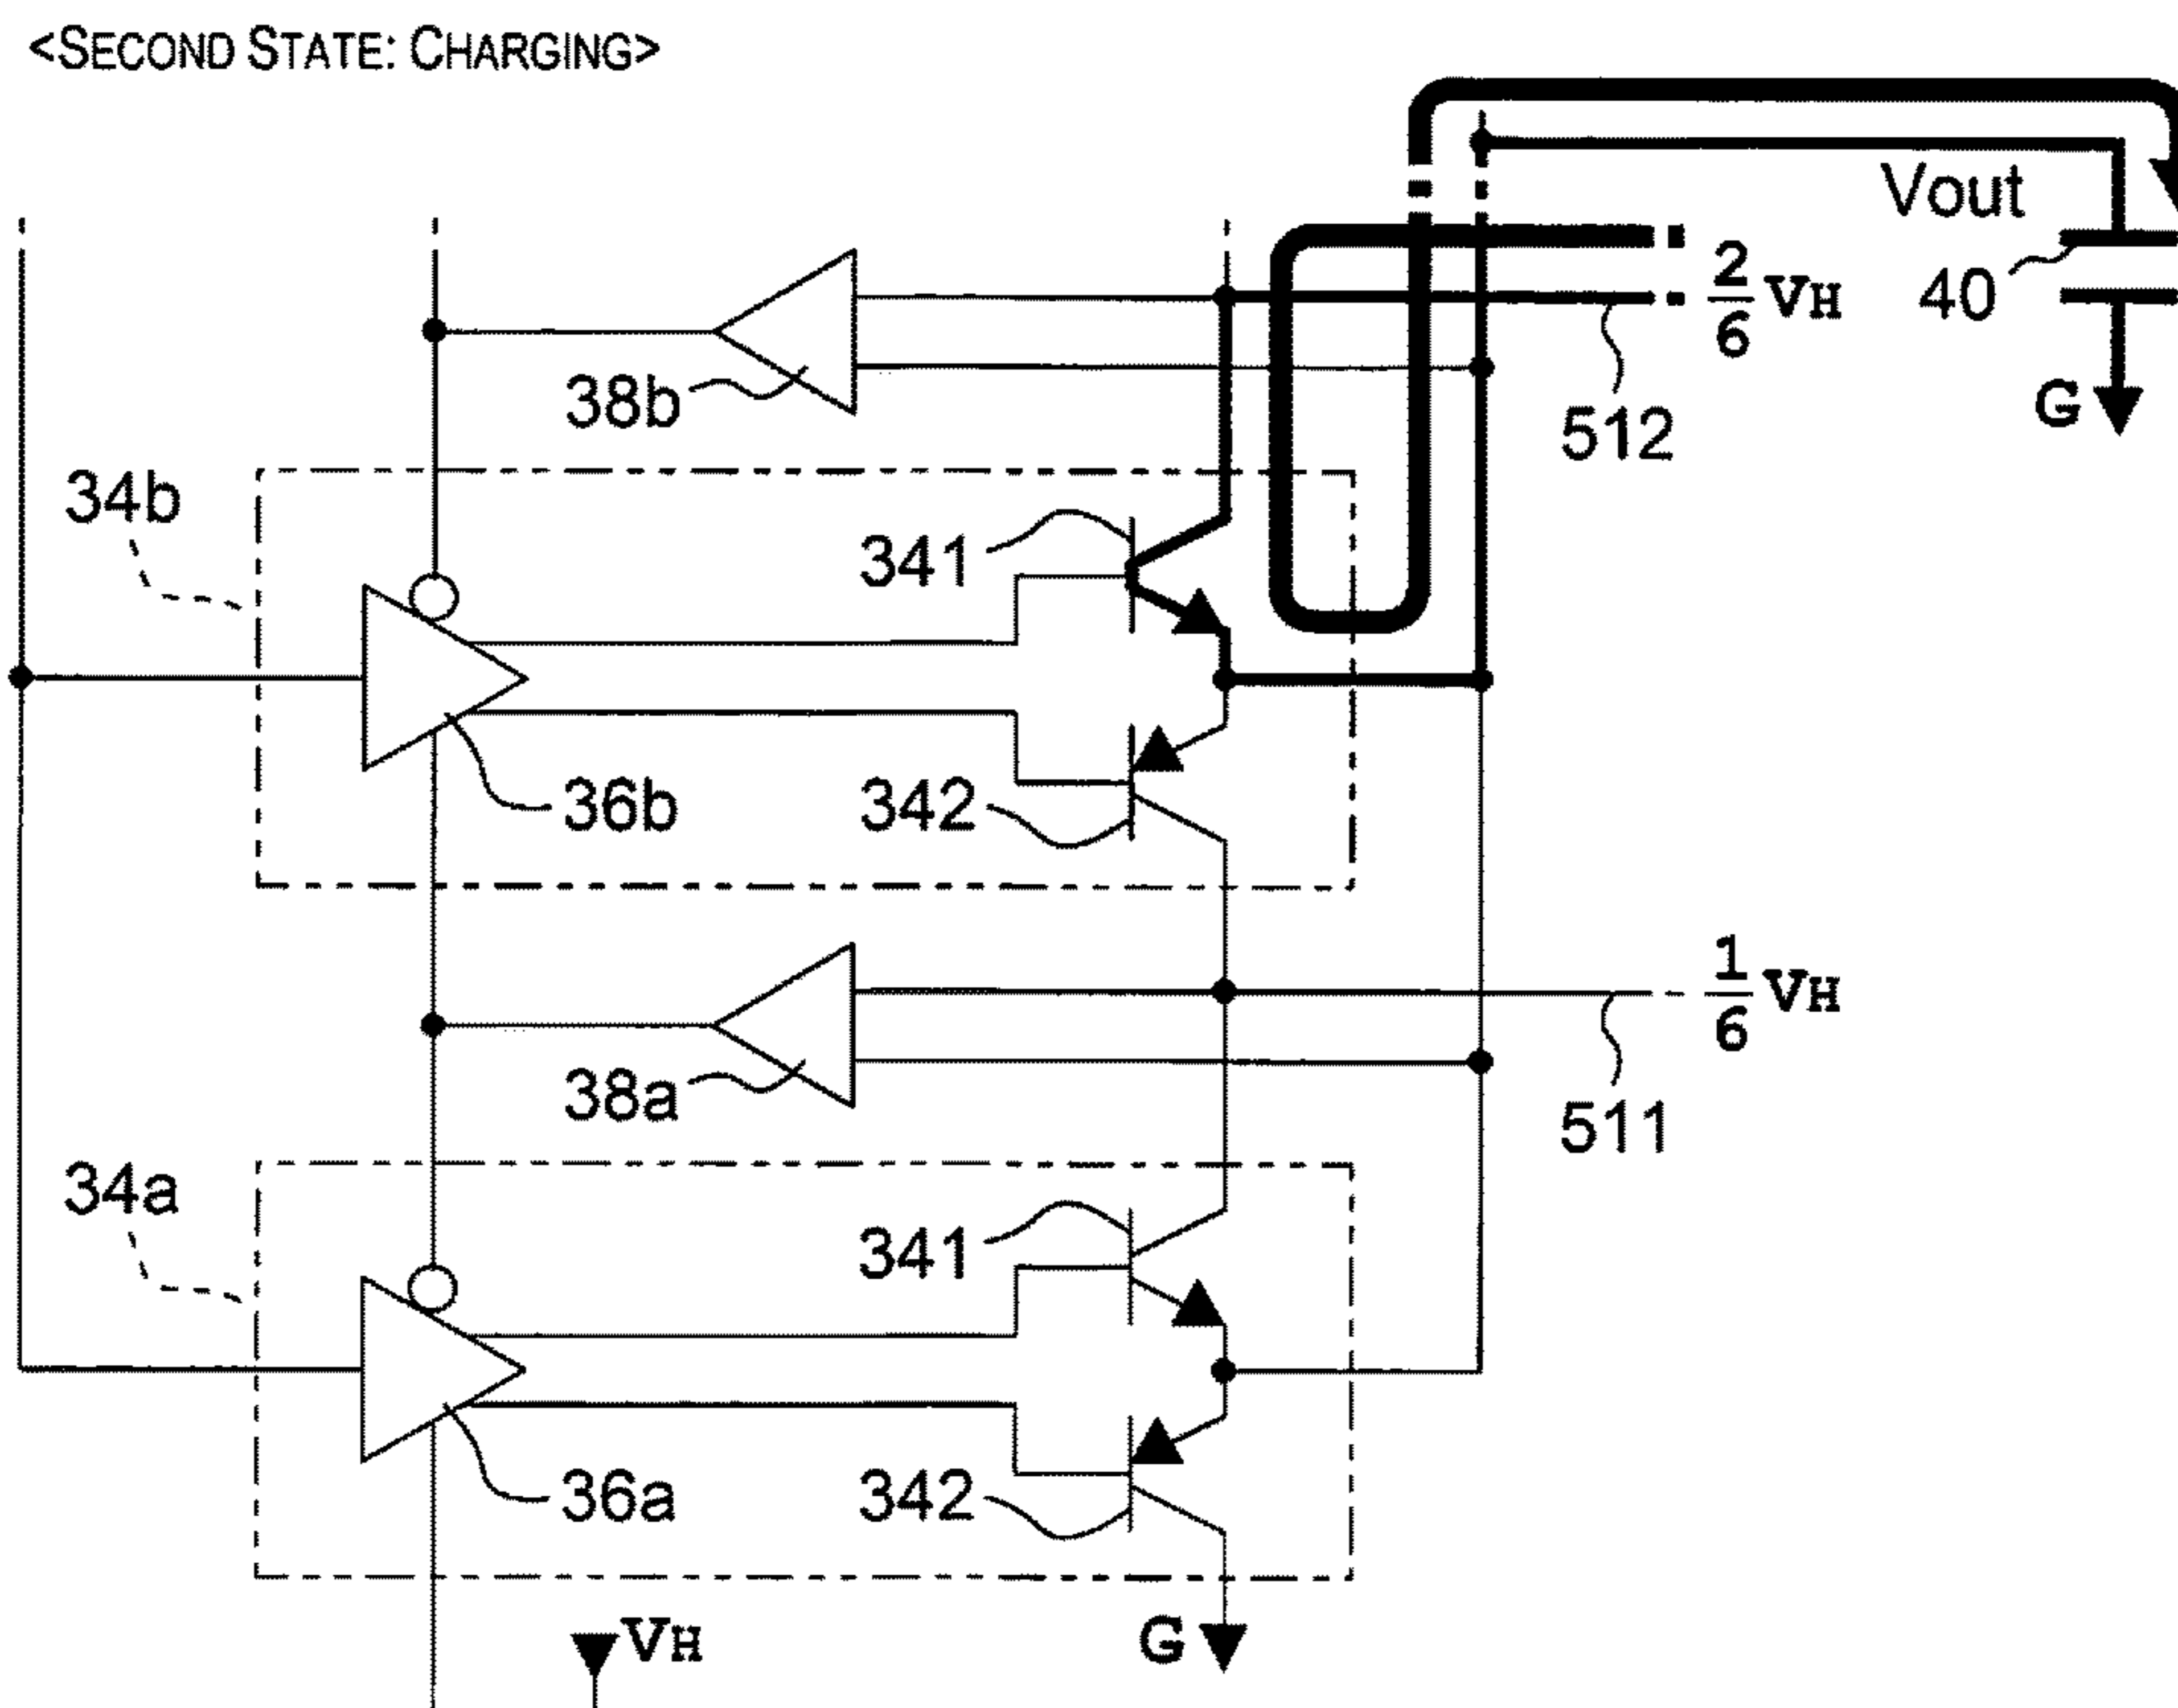 <SECOND STATE: CHARGING>
Vout
2/6 VH
40
G
38b
512
34b
341
36b
342
1/6 VH
38a
511
34a
341
36a
342
VH
G